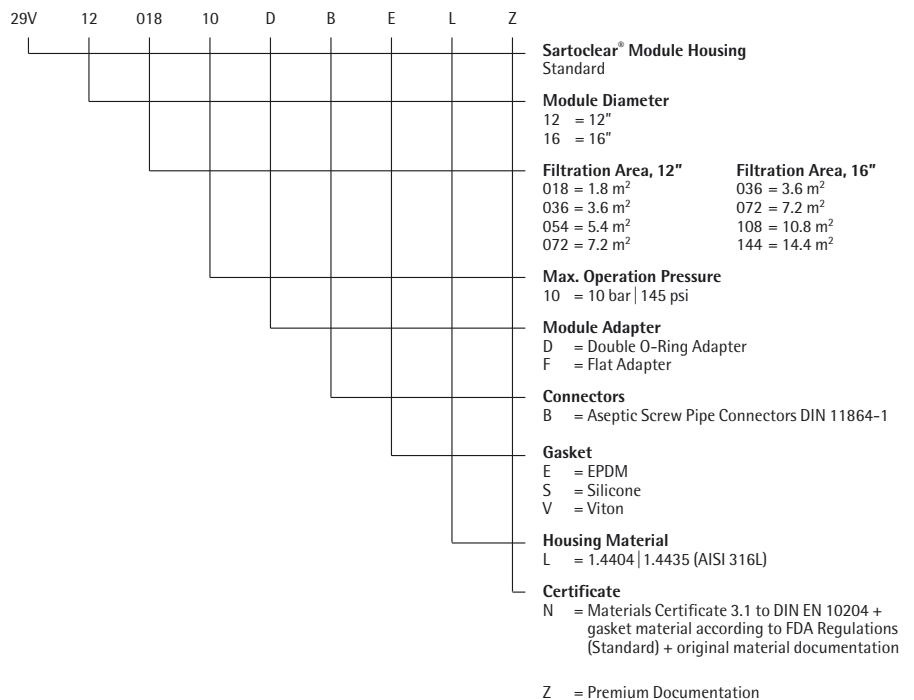 29V 12 018 10 D B E L Z
Sartoclear® Module Housing
Standard
Module Diameter
12 = 12"
16 = 16"
Filtration Area, 12" Filtration Area, 16"
018 = 1.8 m² 036 = 3.6 m²
036 = 3.6 m² 072 = 7.2 m²
054 = 5.4 m² 108 = 10.8 m²
072 = 7.2 m² 144 = 14.4 m²
Max. Operation Pressure
10 = 10 bar | 145 psi
Module Adapter
D = Double O-Ring Adapter
F = Flat Adapter
Connectors
B = Aseptic Screw Pipe Connectors DIN 11864-1
Gasket
E = EPDM
S = Silicone
V = Viton
Housing Material
L = 1.4404 | 1.4435 (AISI 316L)
Certificate
N = Materials Certificate 3.1 to DIN EN 10204 +
gasket material according to FDA Regulations
(Standard) + original material documentation
Z = Premium Documentation